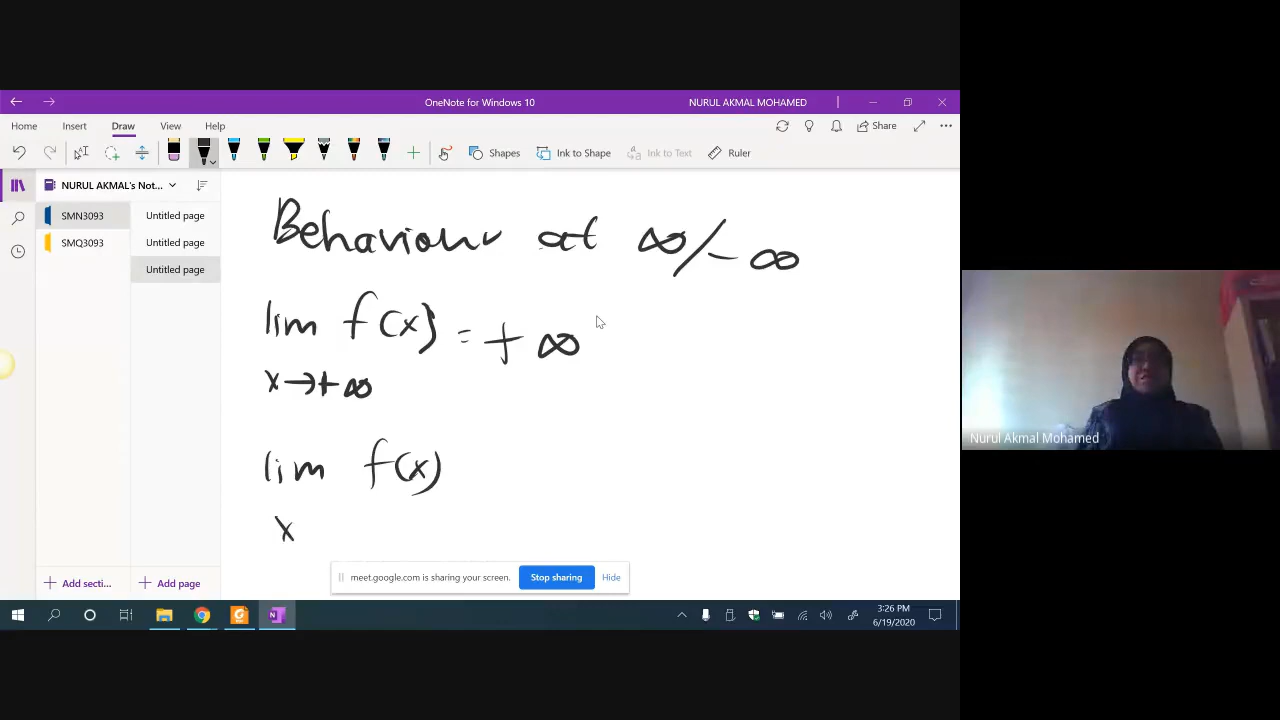 OneNote for Windows 10
NURUL AKMAL MOHAMED
Home Insert Draw View Help
Share
Shapes Ink to Shape Ink to Text Ruler
NURUL AKMAL's Not...
SMN3093
SMQ3093
Untitled page
Untitled page
Untitled page
Behaviour at ∞/-∞
lim f(x) = +∞
x→+∞
lim f(x)
x
Nurul Akmal Mohamed
meet.google.com is sharing your screen. Stop sharing Hide
Add secti... Add page
3:26 PM
6/19/2020